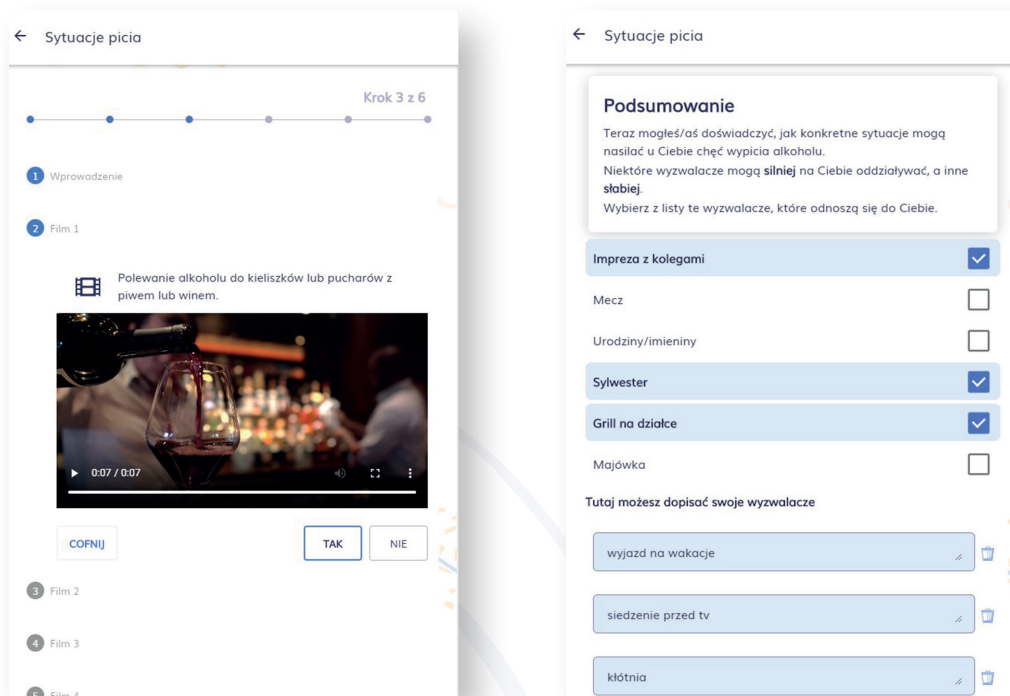 Sytuacje picia
Krok 3 z 6
1 Wprowadzenie
2 Film 1
Polewanie alkoholu do kieliszków lub pucharów z
piwem lub winem.
0:07 / 0:07
COFNIJ
TAK
NIE
3 Film 2
4 Film 3
5 Film 4
Sytuacje picia
Podsumowanie
Teraz mogłeś/aś doświadczyć, jak konkretne sytuacje mogą
nasilać u Ciebie chęć wypicia alkoholu.
Niektóre wyzwalacze mogą silniej na Ciebie oddziaływać, a inne
słabiej.
Wybierz z listy te wyzwalacze, które odnoszą się do Ciebie.
Impreza z kolegami
Mecz
Urodziny/imieniny
Sylwester
Grill na działce
Majówka
Tutaj możesz dopisać swoje wyzwalacze
wyjazd na wakacje
siedzenie przed tv
kłótnia